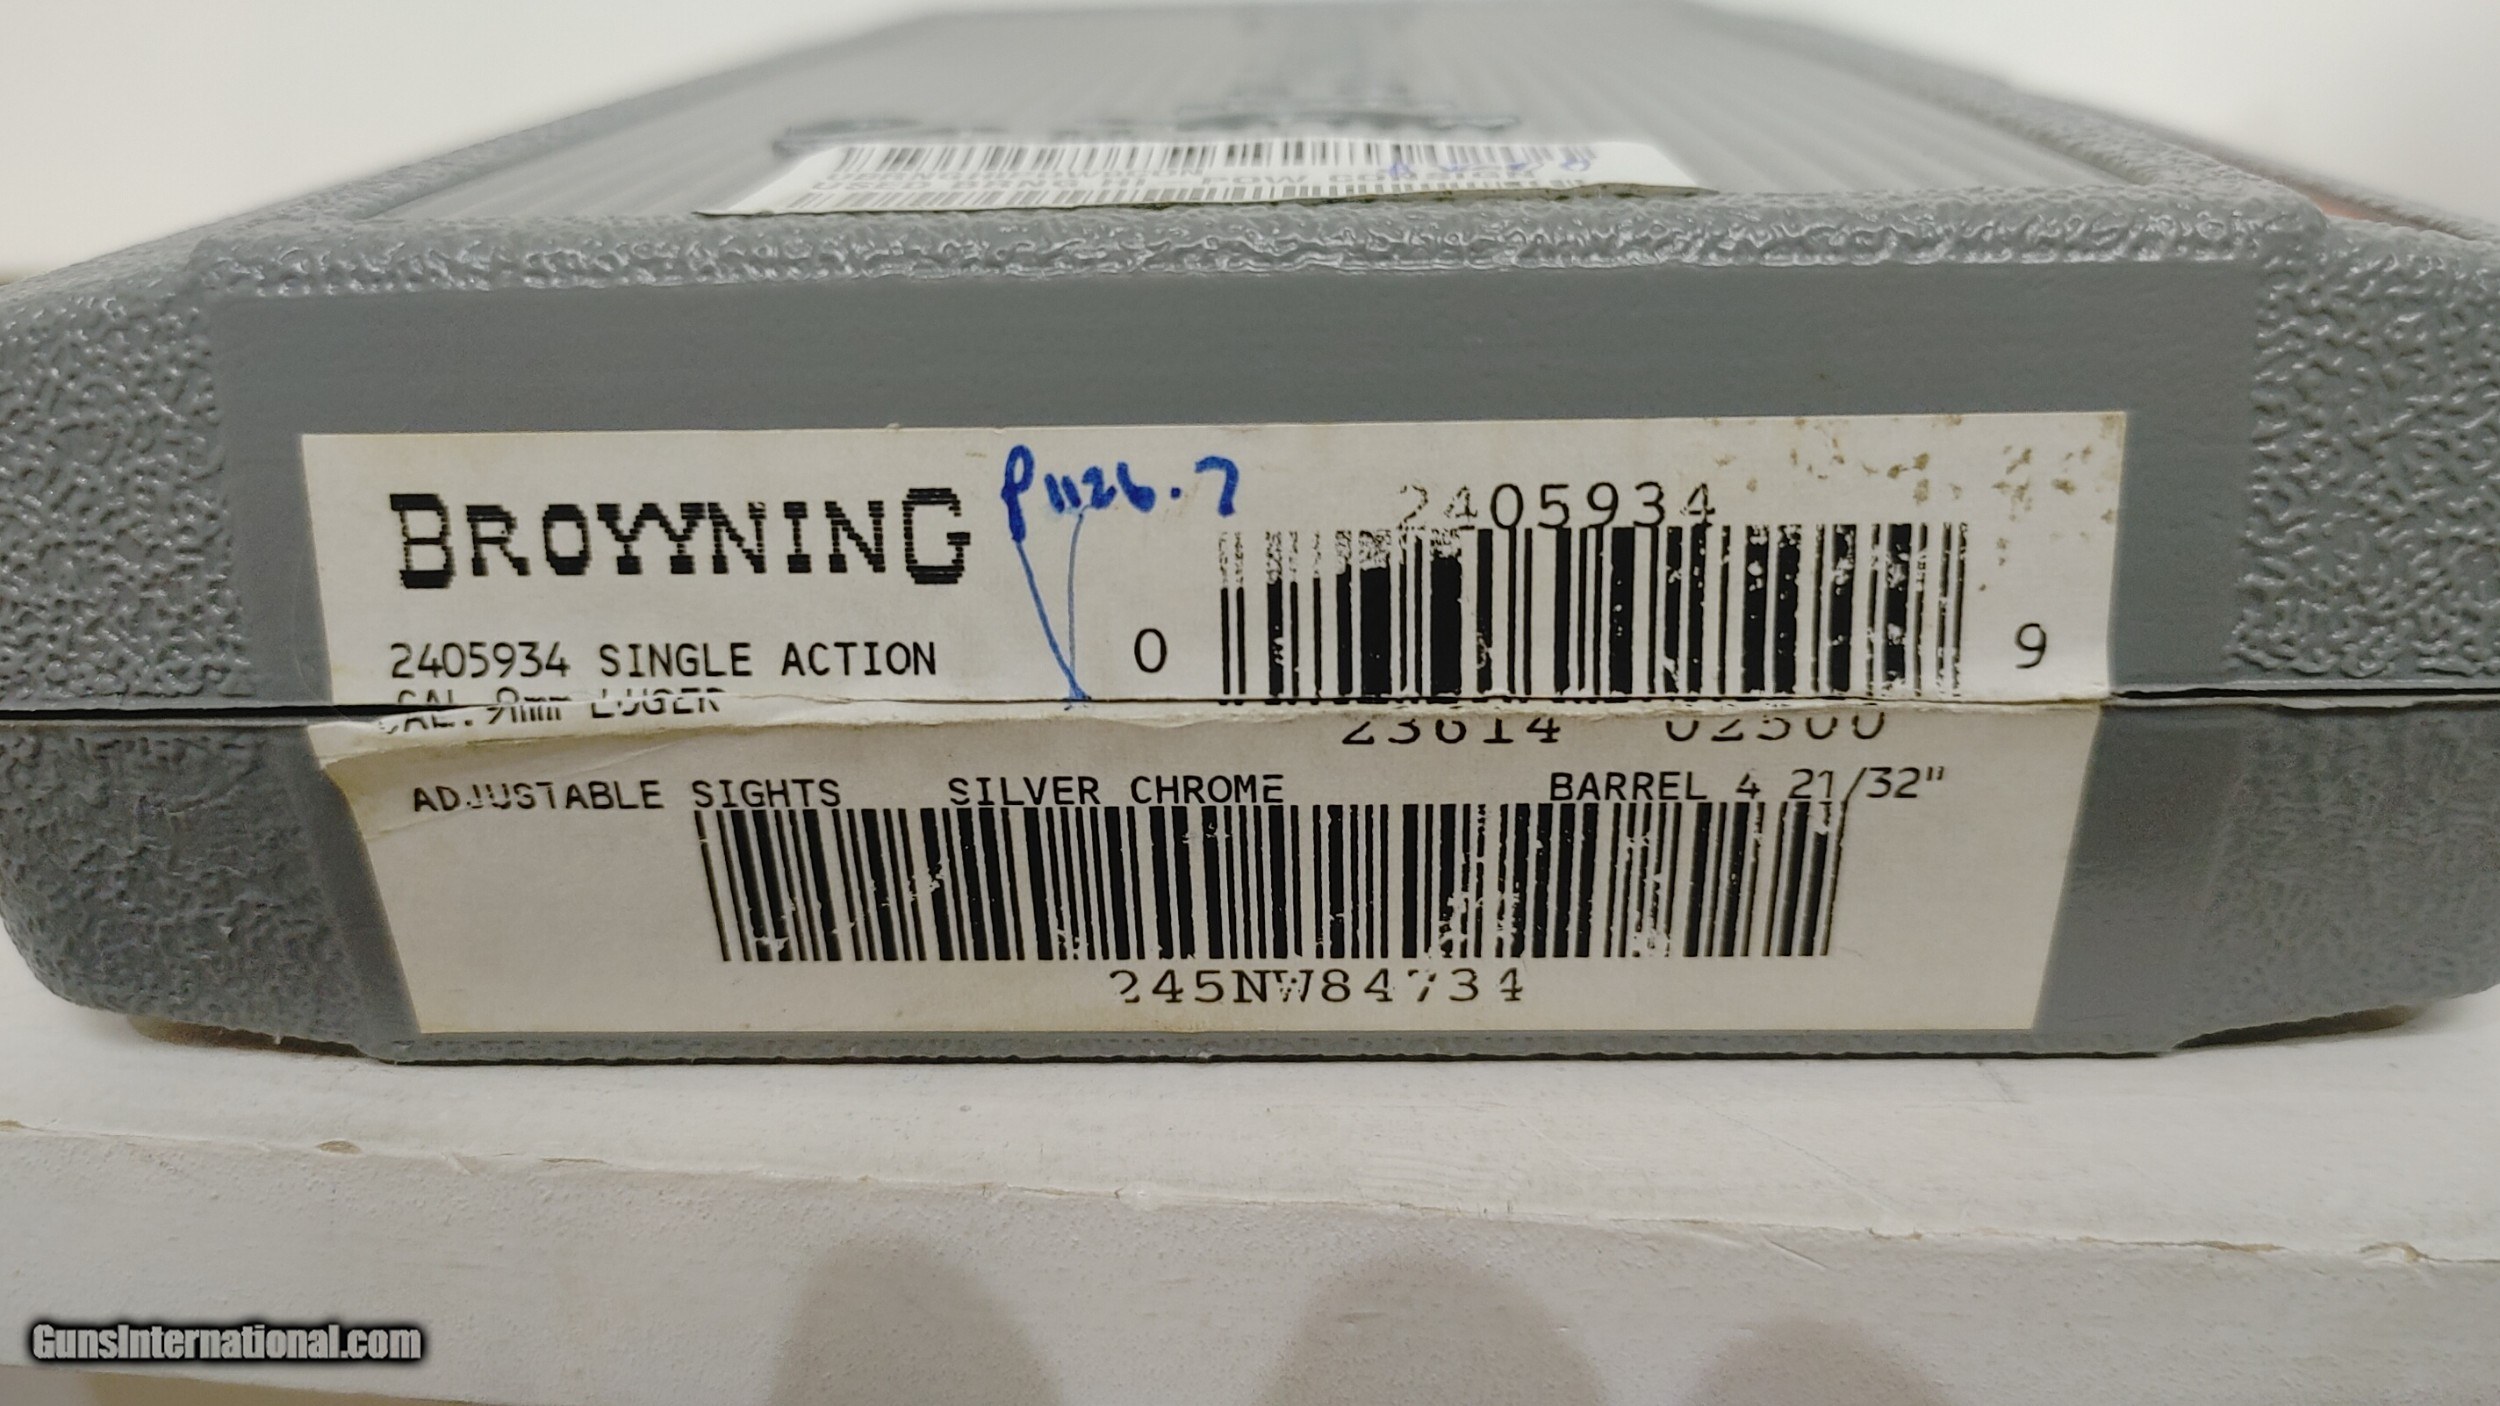 BROWNING
P1126.7
2405934
2405934 SINGLE ACTION
0
9
CAL. 9mm LUGER
23614 02500
ADJUSTABLE SIGHTS SILVER CHROME BARREL 4 21/32"
245NW84734
GunsInternational.com